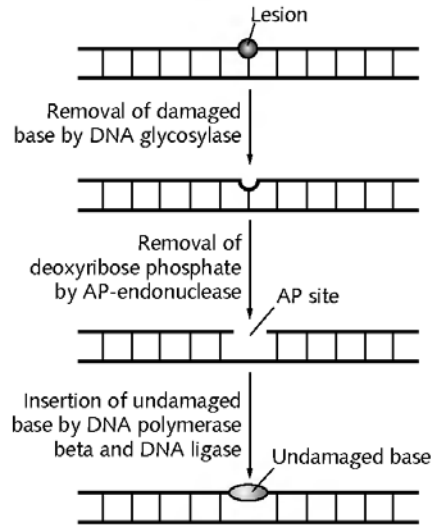 Lesion
Removal of damaged
base by DNA glycosylase
Removal of
deoxyribose phosphate
by AP-endonuclease
AP site
Insertion of undamaged
base by DNA polymerase
beta and DNA ligase
Undamaged base